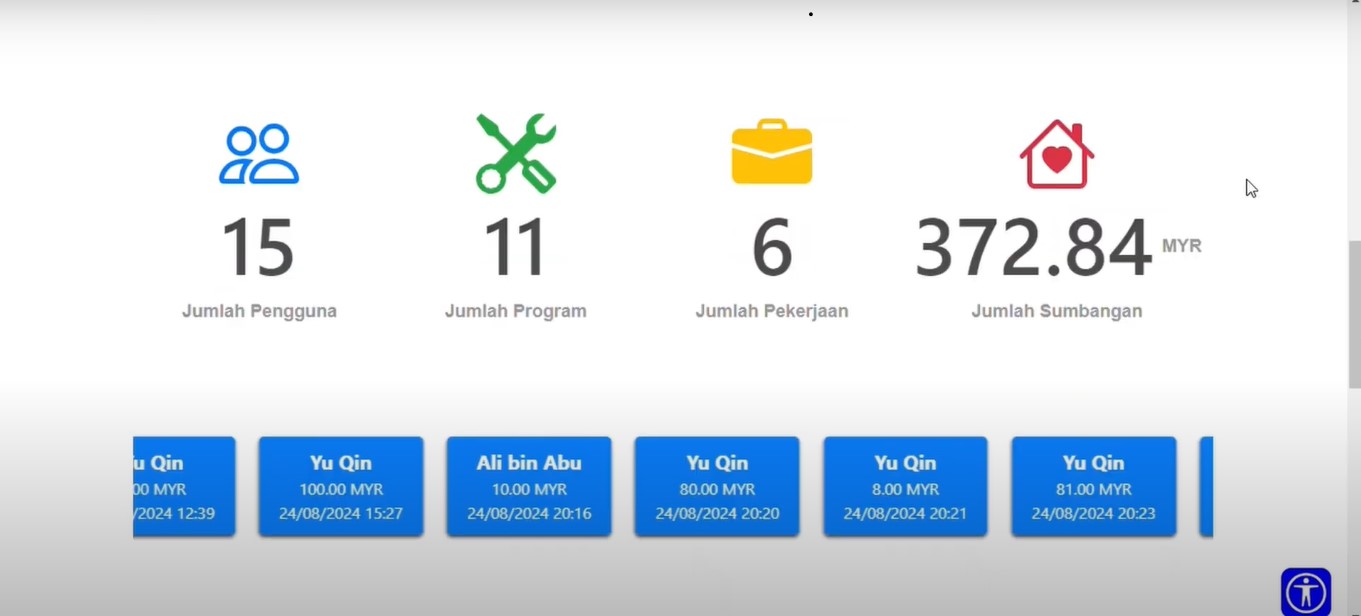 15
11
6
372.84 MYR
Jumlah Pengguna
Jumlah Program
Jumlah Pekerjaan
Jumlah Sumbangan
Qin
00 MYR
/2024 12:39
Yu Qin
100.00 MYR
24/08/2024 15:27
Ali bin Abu
10.00 MYR
24/08/2024 20:16
Yu Qin
80.00 MYR
24/08/2024 20:20
Yu Qin
8.00 MYR
24/08/2024 20:21
Yu Qin
81.00 MYR
24/08/2024 20:23